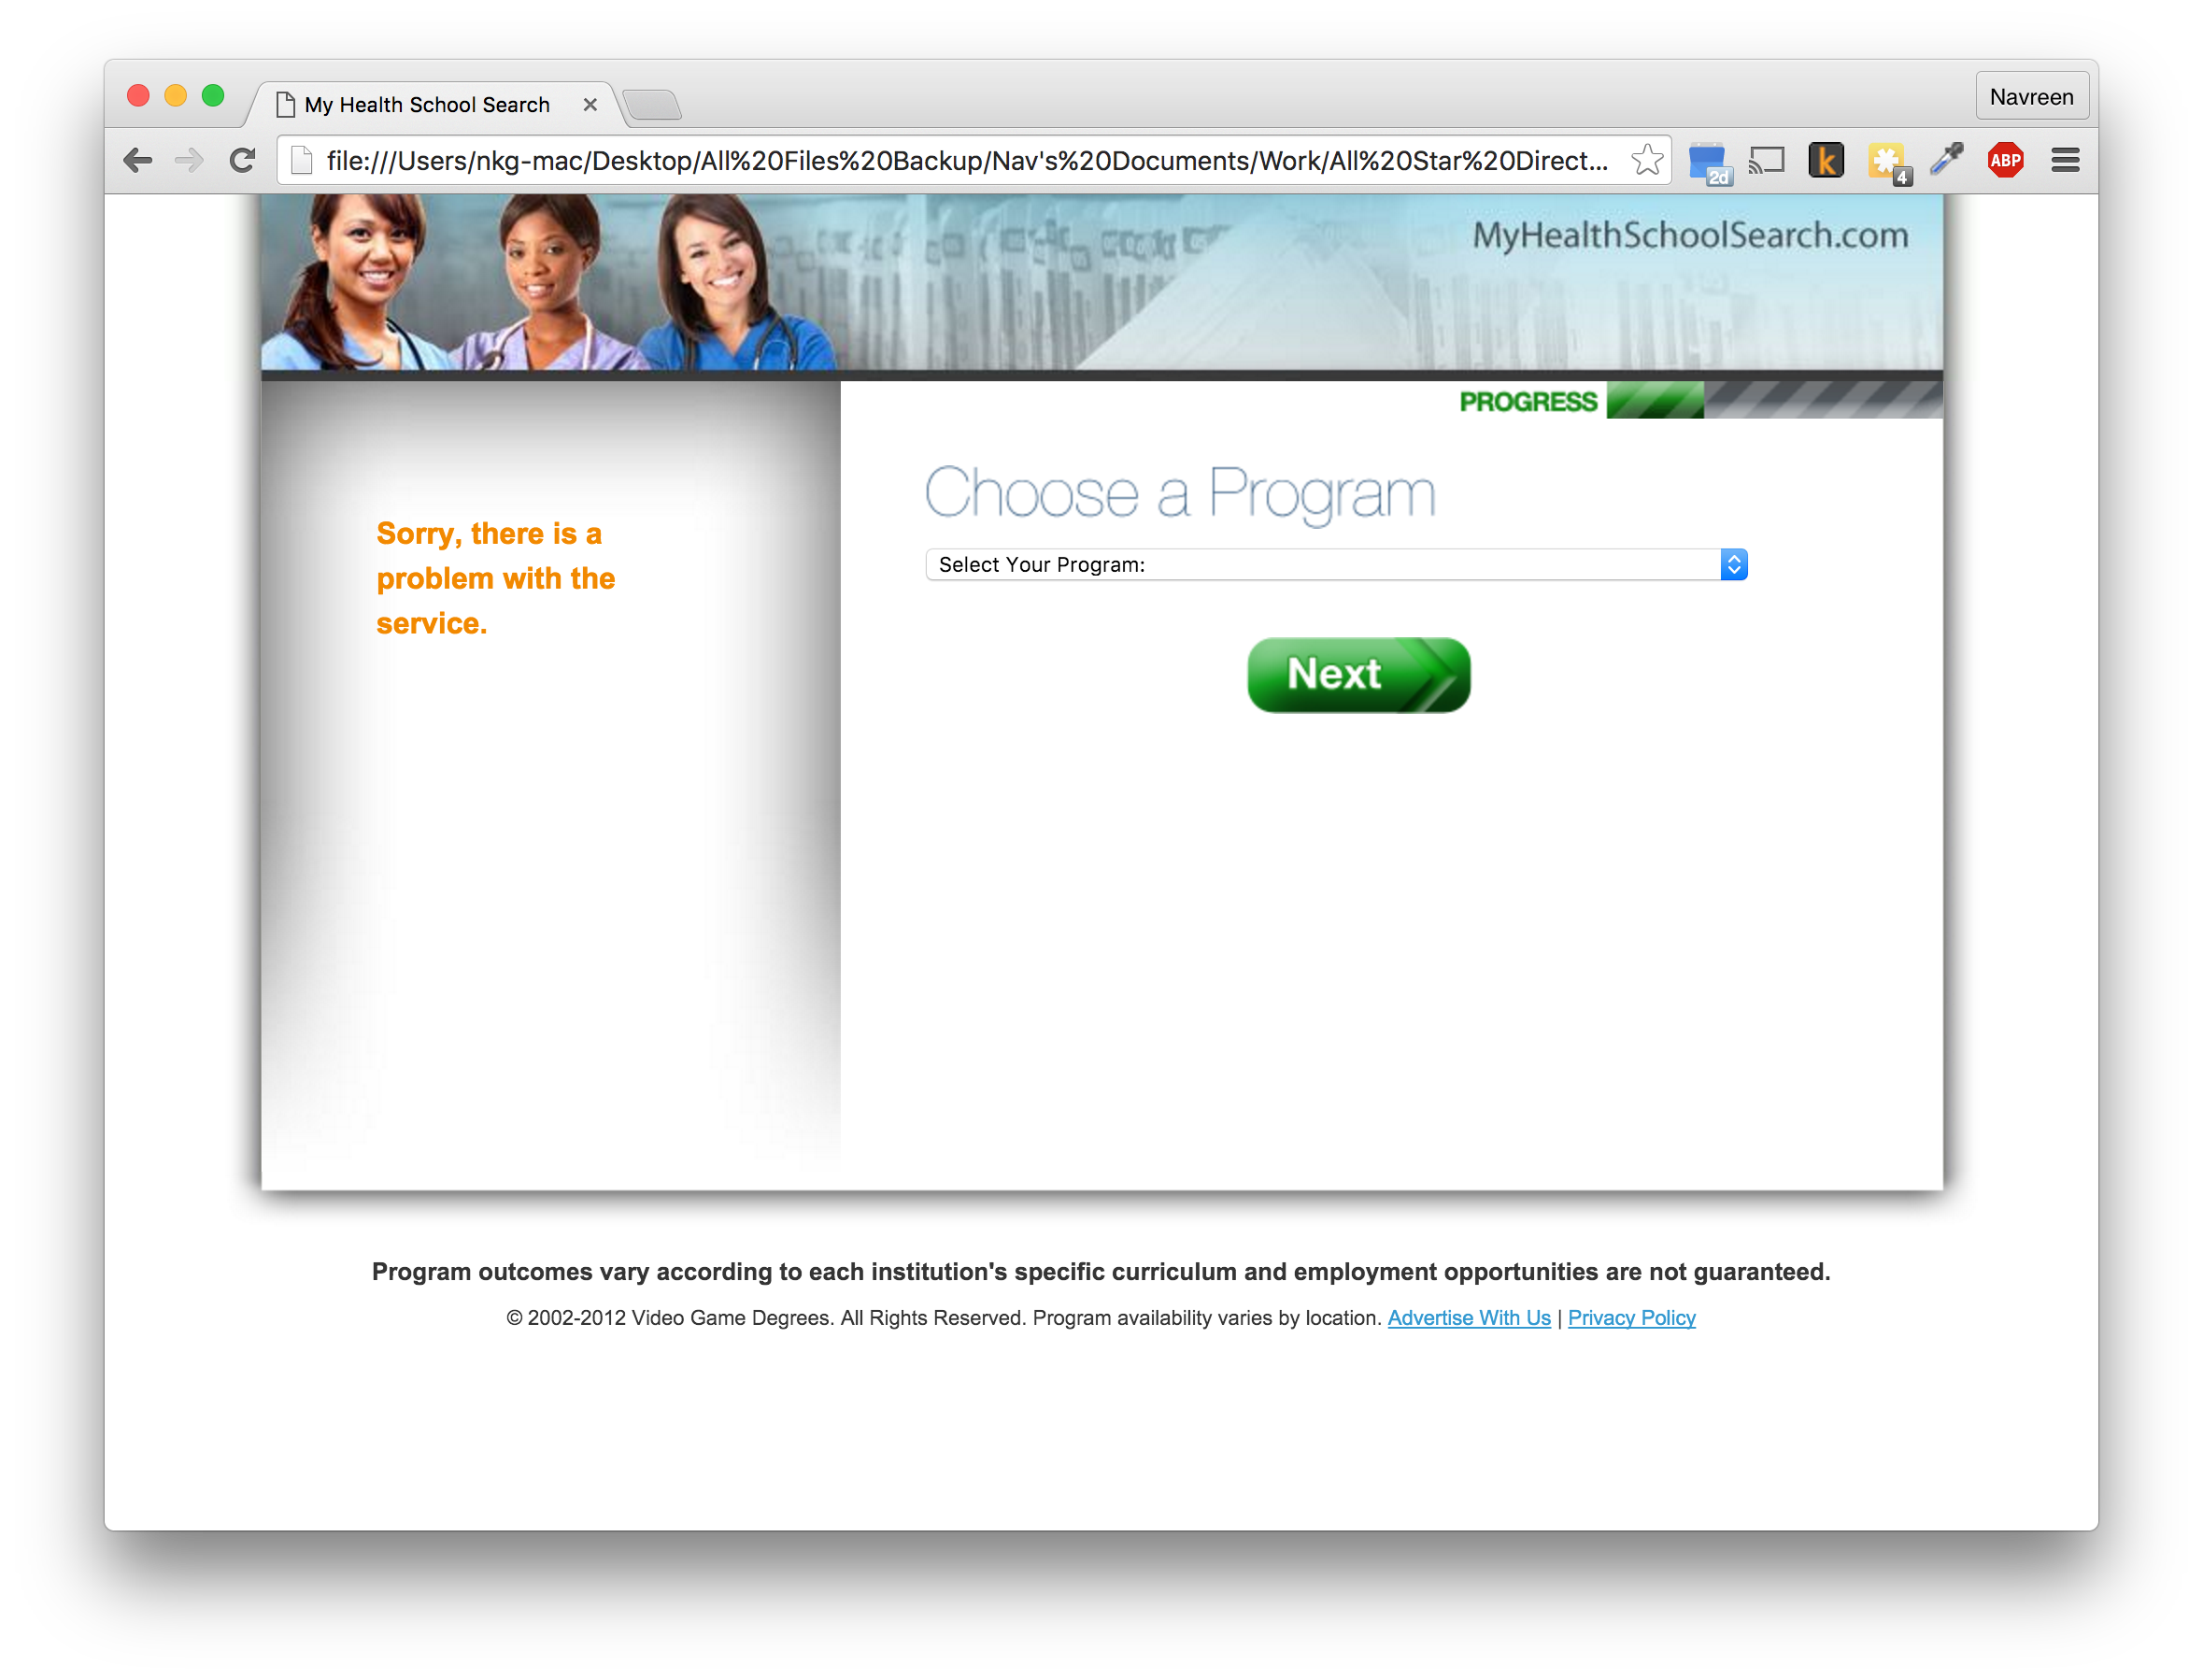 My Health School Search
Navreen
file:///Users/nkg-mac/Desktop/All%20Files%20Backup/Nav's%20Documents/Work/All%20Star%20Direct...
2d
k
4
ABP
MyHealthSchoolSearch.com
PROGRESS
Choose a Program
Sorry, there is a
problem with the
service.
Select Your Program:
Next
Program outcomes vary according to each institution's specific curriculum and employment opportunities are not guaranteed.
© 2002-2012 Video Game Degrees. All Rights Reserved. Program availability varies by location. Advertise With Us | Privacy Policy